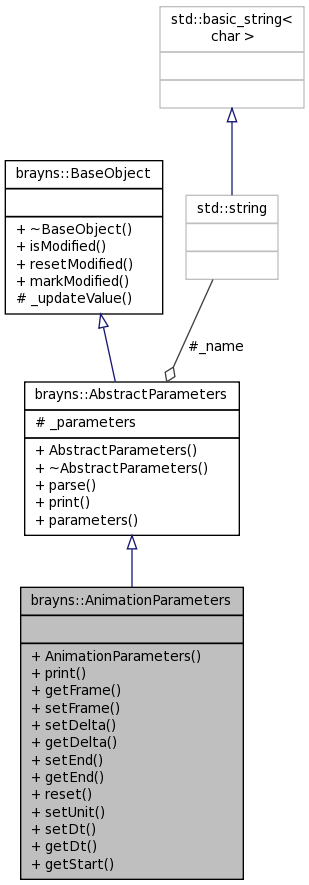 std::basic_string<
char >
brayns::BaseObject
+ ~BaseObject()
+ isModified()
+ resetModified()
+ markModified()
# _updateValue()
std::string
#_name
brayns::AbstractParameters
# _parameters
+ AbstractParameters()
+ ~AbstractParameters()
+ parse()
+ print()
+ parameters()
brayns::AnimationParameters
+ AnimationParameters()
+ print()
+ getFrame()
+ setFrame()
+ setDelta()
+ getDelta()
+ setEnd()
+ getEnd()
+ reset()
+ setUnit()
+ setDt()
+ getDt()
+ getStart()